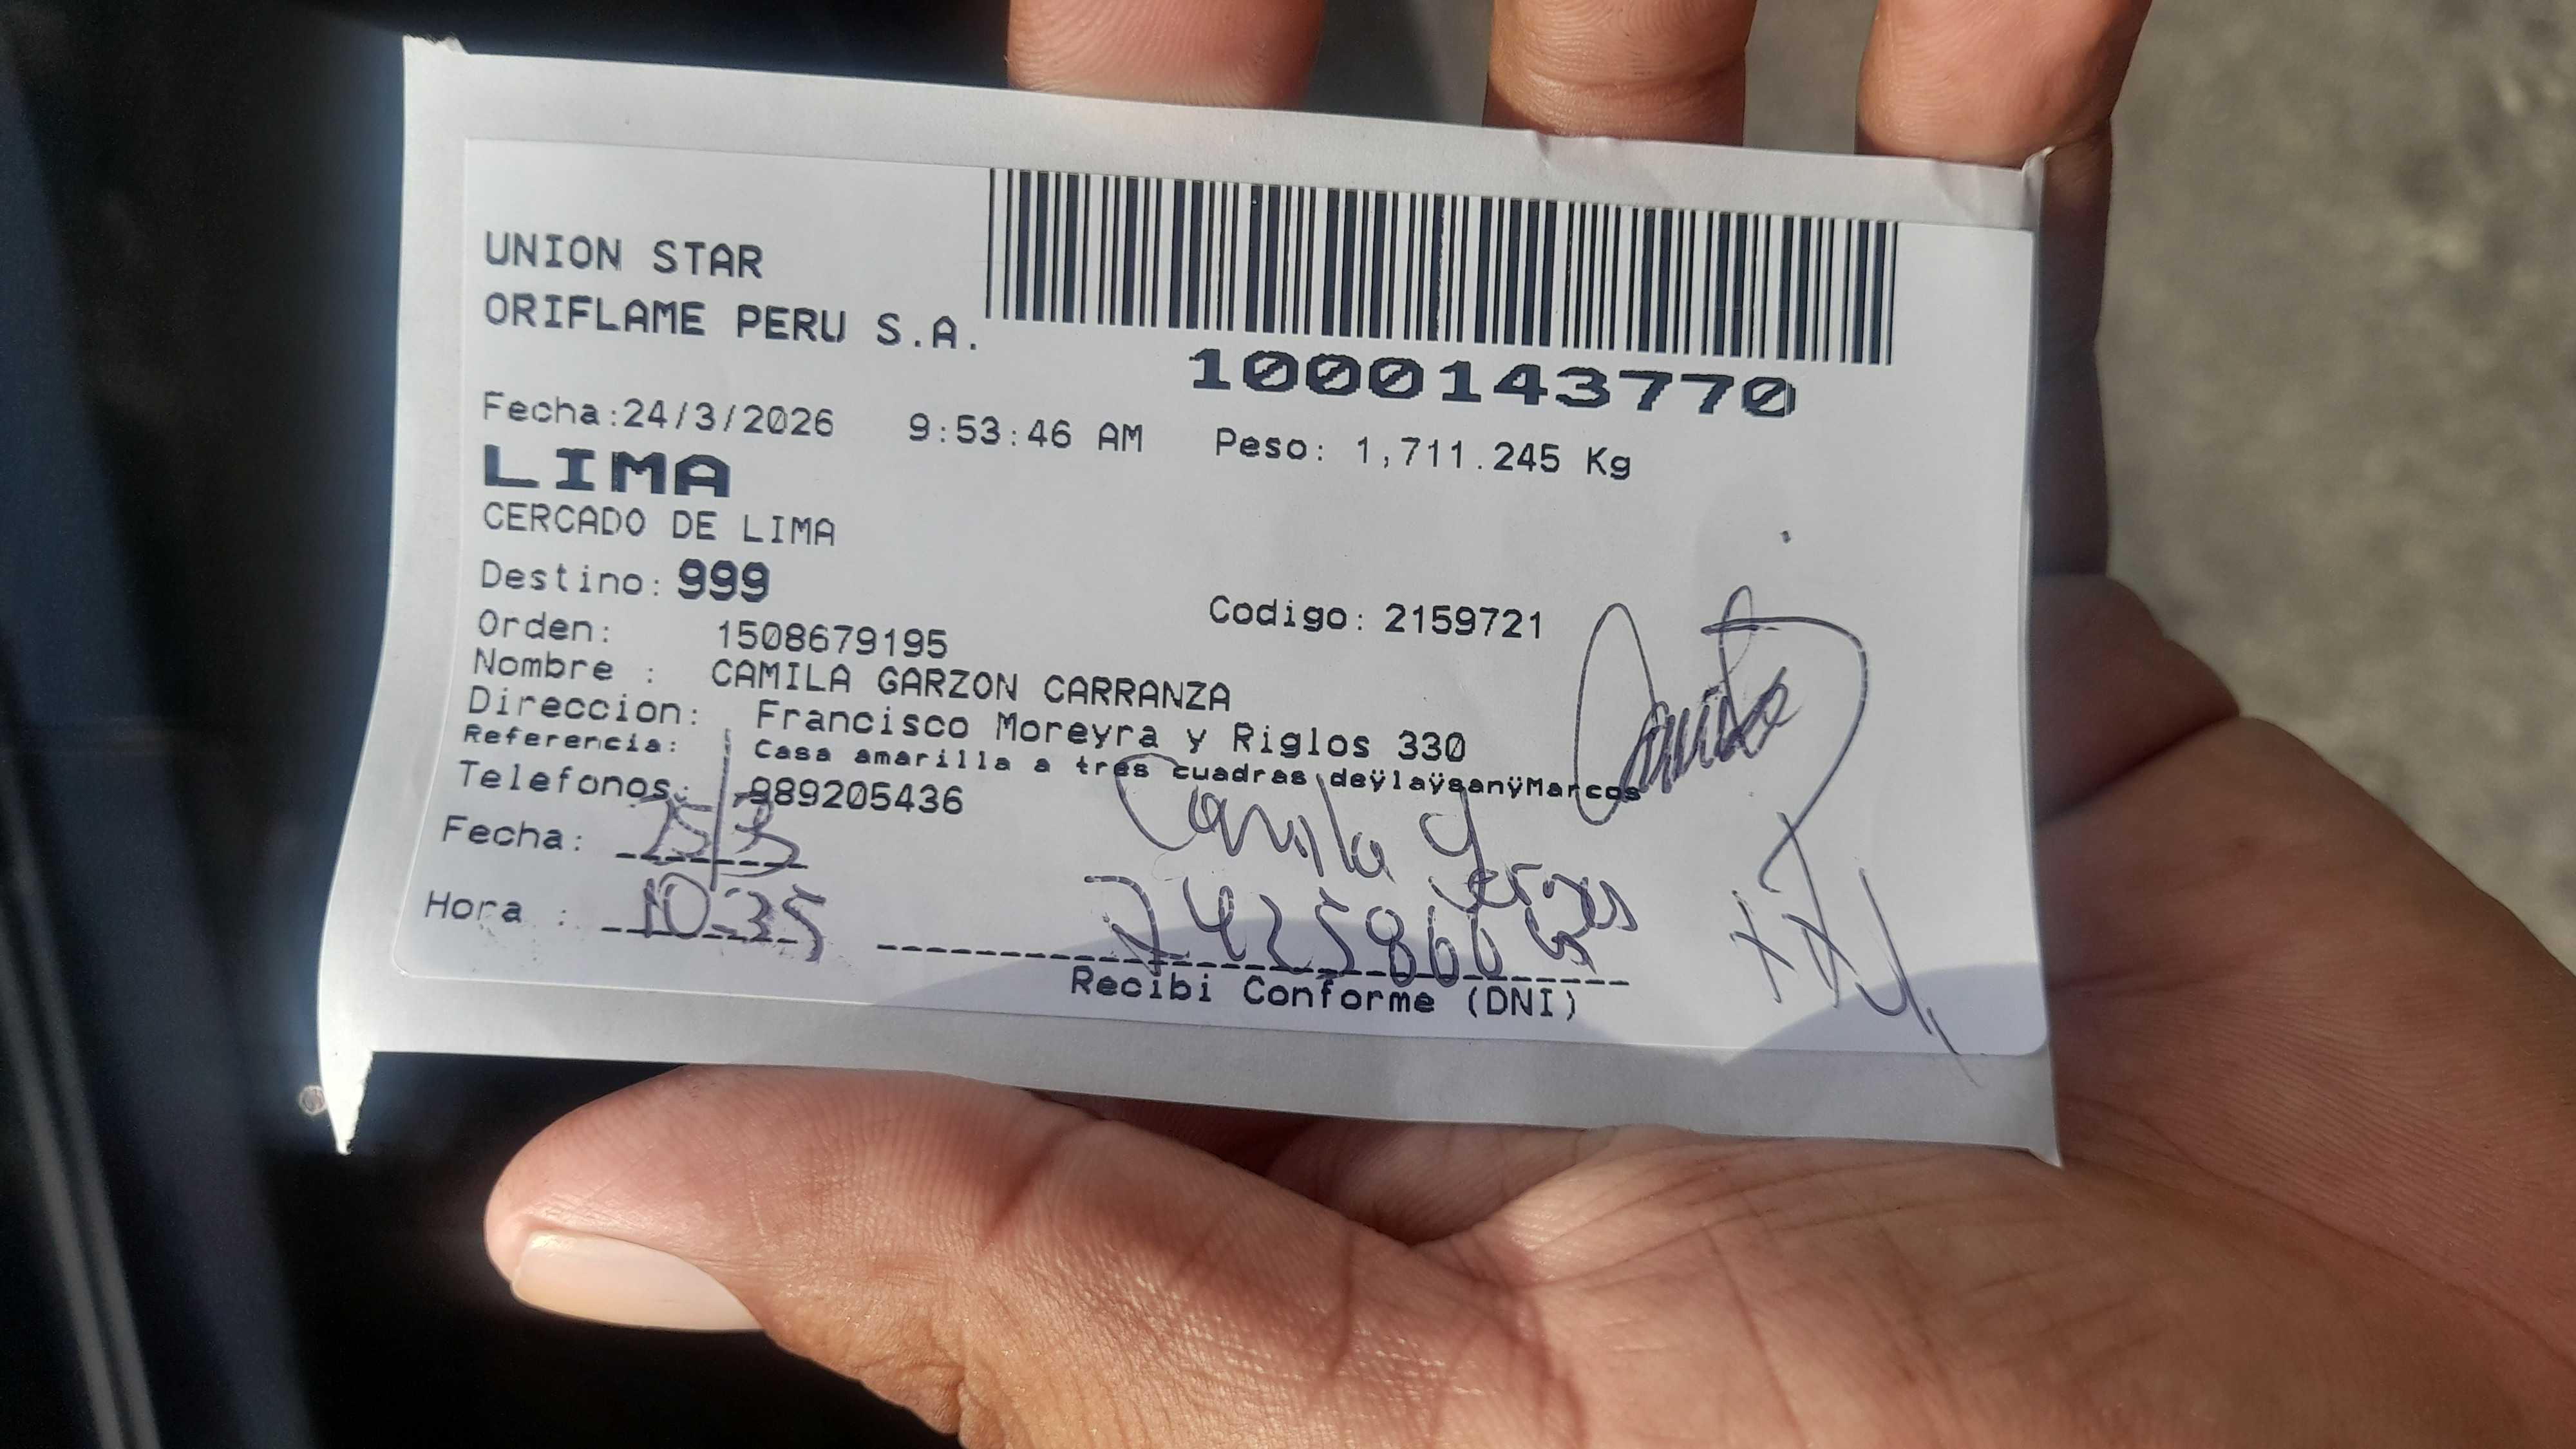 UNION STAR
ORIFLAME PERU S.A.
1000143770
Fecha:24/3/2026 9:53:46 AM Peso: 1,711.245 Kg
LIMA
CERCADO DE LIMA
Destino: 999
Codigo: 2159721
Orden: 1508679195
Nombre : CAMILA GARZON CARRANZA
Direccion: Francisco Moreyra y Riglos 330
Referencia: Casa amarilla a tres cuadras deÿlaÿsanÿMarcos
Telefonos: 989205436
Fecha: 25/3
Camila
Hora : 10:35
7425866
Recibi Conforme (DNI)